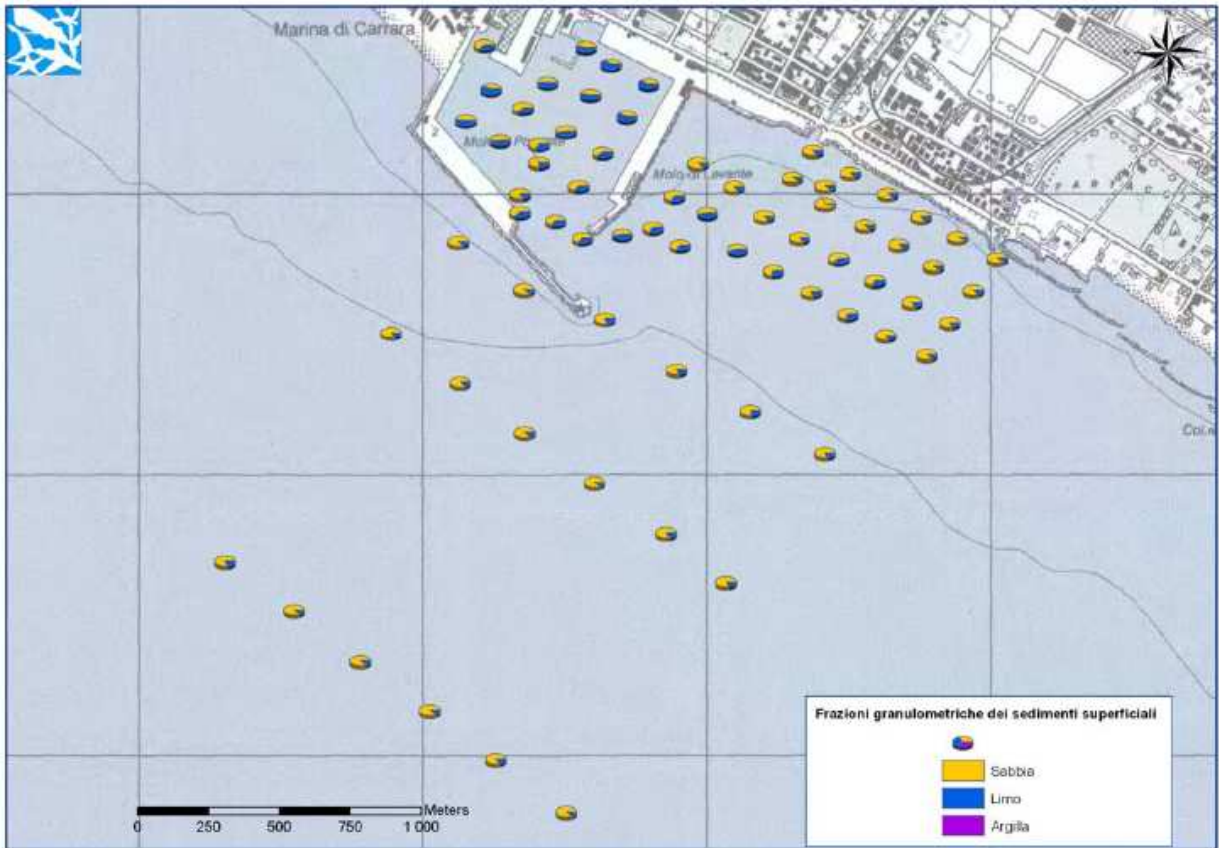 Marina di Carrara
Molo di Levante
Frazioni granulometriche dei sedimenti superficiali
Sabbia
Limo
Argilla
Meters
0 250 500 750 1 000